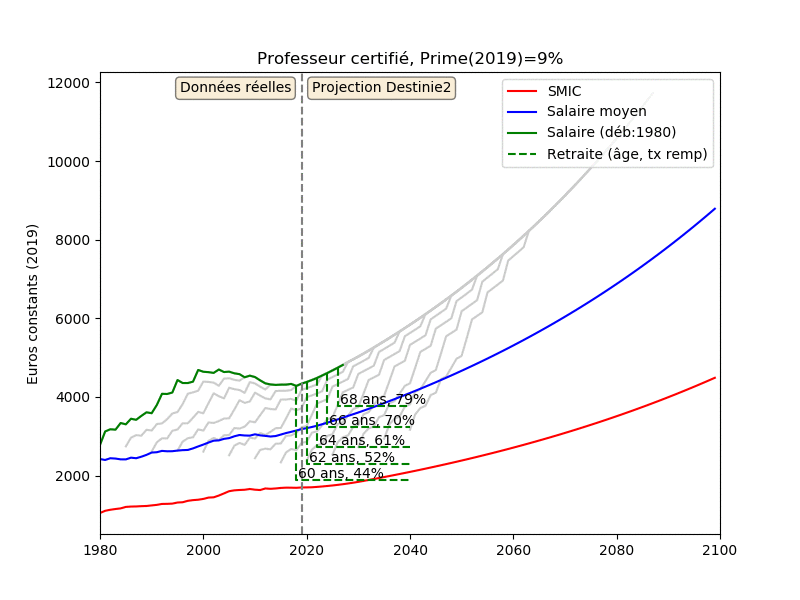 Professeur certifié, Prime(2019)=9%
Données réelles
Projection Destinie2
SMIC
Salaire moyen
Salaire (déb:1980)
Retraite (âge, tx remp)
Euros constants (2019)
12000
10000
8000
6000
4000
2000
68 ans, 79%
66 ans, 70%
64 ans, 61%
62 ans, 52%
60 ans, 44%
1980
2000
2020
2040
2060
2080
2100